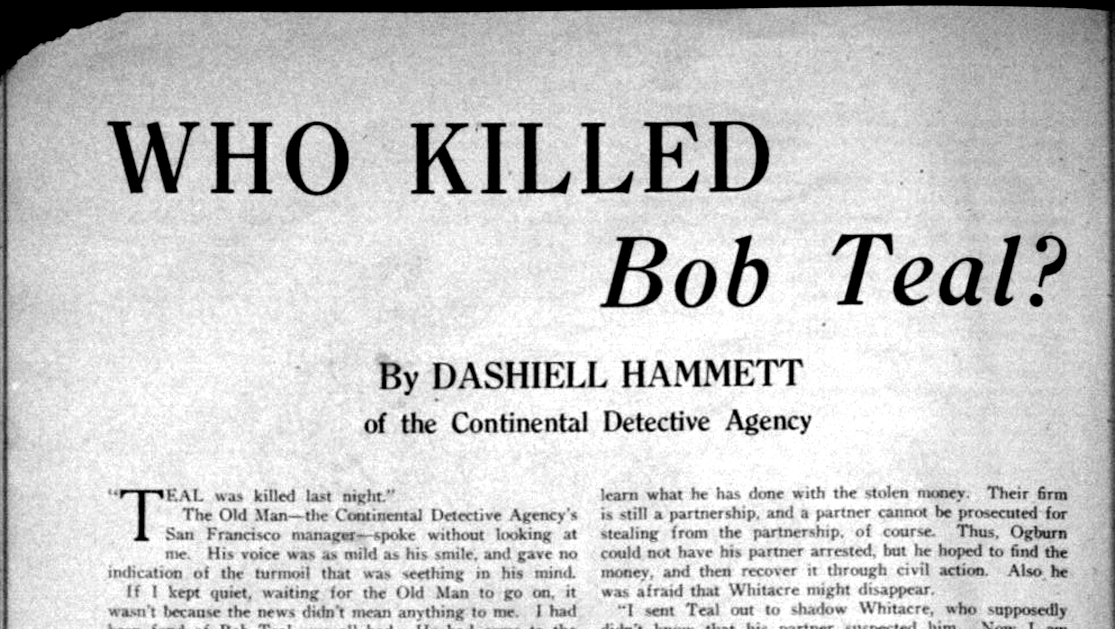 WHO KILLED
Bob Teal?
By DASHIELL HAMMETT
of the Continental Detective Agency
"TEAL was killed last night."
The Old Man—the Continental Detective Agency's
San Francisco manager—spoke without looking at
me. His voice was as mild as his smile, and gave no
indication of the turmoil that was seething in his mind.
If I kept quiet, waiting for the Old Man to go on, it
wasn't because the news didn't mean anything to me. I had
learn what he has done with the stolen money. Their firm
is still a partnership, and a partner cannot be prosecuted for
stealing from the partnership, of course. Thus, Ogburn
could not have his partner arrested, but he hoped to find the
money, and then recover it through civil action. Also he
was afraid that Whitacre might disappear.
"I sent Teal out to shadow Whitacre, who supposedly